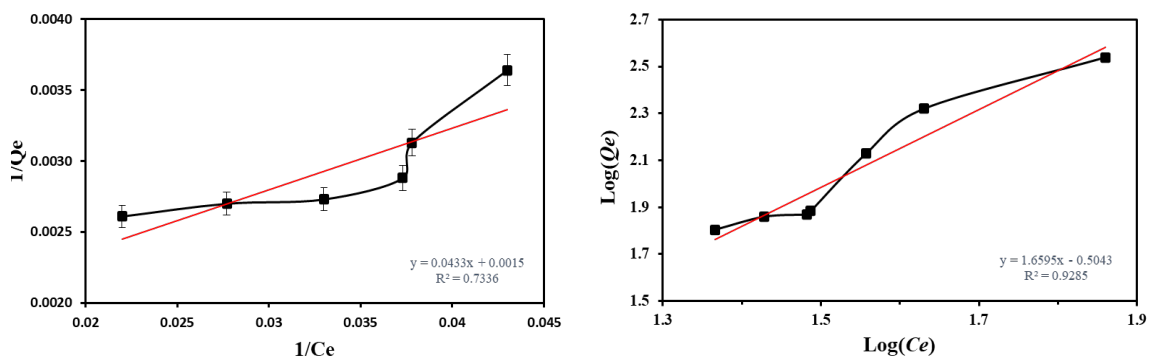 0.0040
0.0035
0.0030
0.0025
0.0020
1/Qe
0.02 0.025 0.03 0.035 0.04 0.045
1/Ce
y = 0.0433x + 0.0015
R² = 0.7336
2.7
2.5
2.3
2.1
1.9
1.7
1.5
Log(Qe)
1.3 1.5 1.7 1.9
Log(Ce)
y = 1.6595x - 0.5043
R² = 0.9285